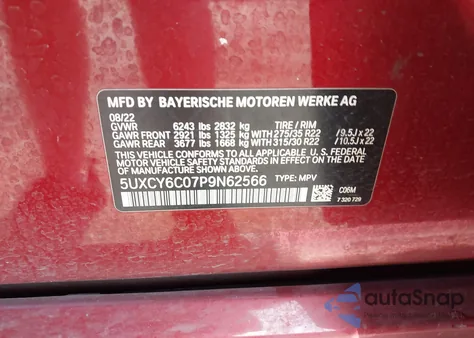 MFD BY BAYERISCHE MOTOREN WERKE AG
08/22
GVWR 6243 lbs 2832 kg TIRE / RIM
GAWR FRONT 2921 lbs 1325 kg 275/35 R22 / 9.5J x 22
GAWR REAR 3677 lbs 1668 kg 315/30 R22 / 10.5J x 22
THIS VEHICLE CONFORMS TO ALL APPLICABLE U.S. FEDERAL
MOTOR VEHICLE SAFETY STANDARDS IN EFFECT ON THE
DATE OF MANUFACTURE SHOWN ABOVE.
5UXCY6C07P9N62566 TYPE: MPV
C06M
7 320 729
autoSnap